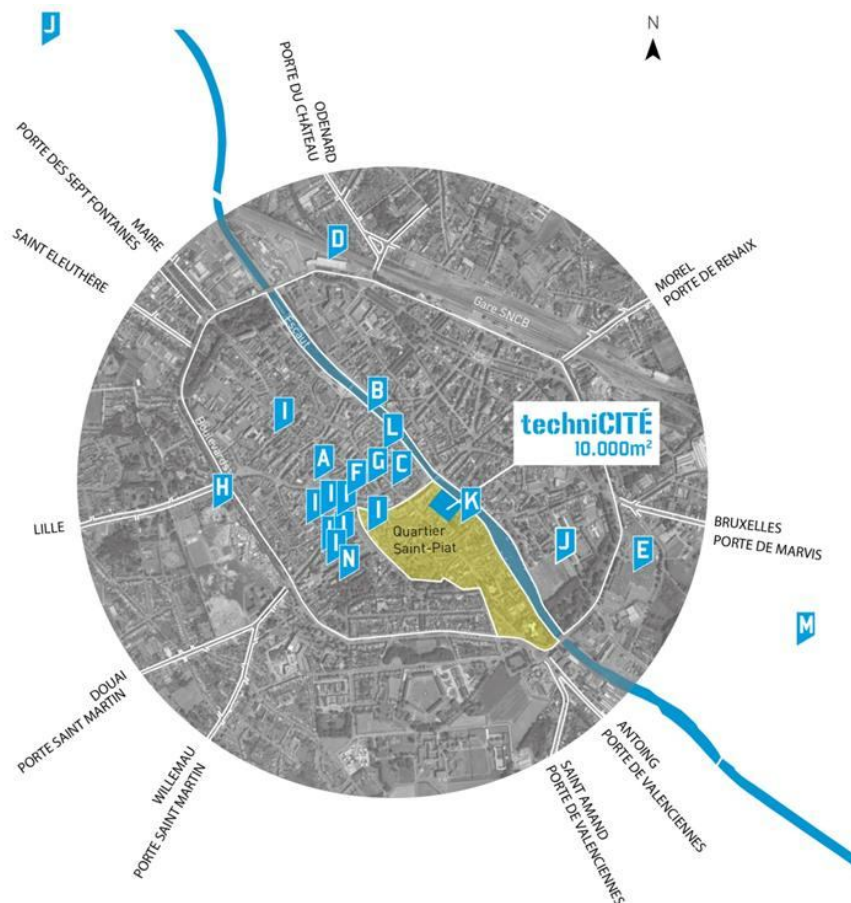 J
N
ODENARD
PORTE DU CHÂTEAU
PORTE DES SEPT FONTAINES
MAIRE
SAINT ELEUTHÈRE
D
MOREL
PORTE DE RENAIX
Gare SNCB
Escaut
Boulevards
I
B
L
techniCITÉ
10.000m²
A
G
C
F
H
I
I
I
I
K
Quartier
Saint-Piat
LILLE
BRUXELLES
PORTE DE MARVIS
I
I
I
N
J
E
M
DOUAI
PORTE SAINT MARTIN
WILLEMAU
PORTE SAINT MARTIN
ANTOING
PORTE DE VALENCIENNES
SAINT AMAND
PORTE DE VALENCIENNES